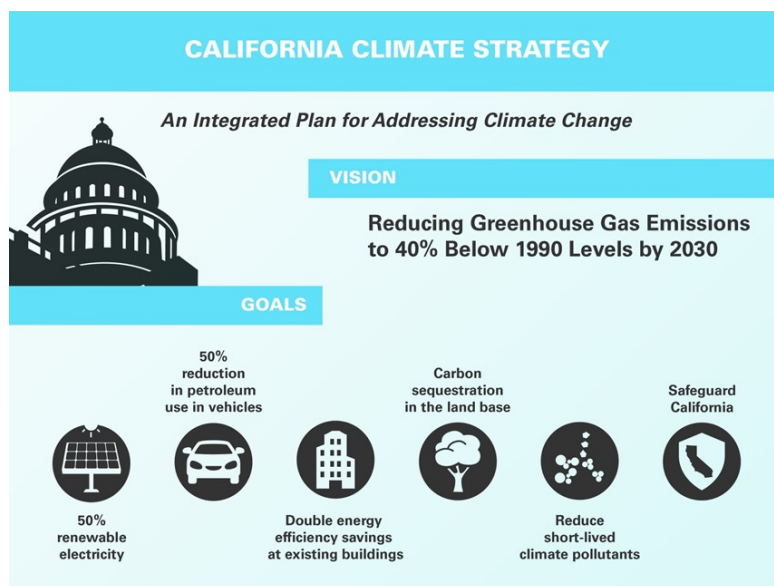 CALIFORNIA CLIMATE STRATEGY
An Integrated Plan for Addressing Climate Change
VISION
Reducing Greenhouse Gas Emissions
to 40% Below 1990 Levels by 2030
GOALS
50%
renewable
electricity
50%
reduction
in petroleum
use in vehicles
Double energy
efficiency savings
at existing buildings
Carbon
sequestration
in the land base
Reduce
short-lived
climate pollutants
Safeguard
California